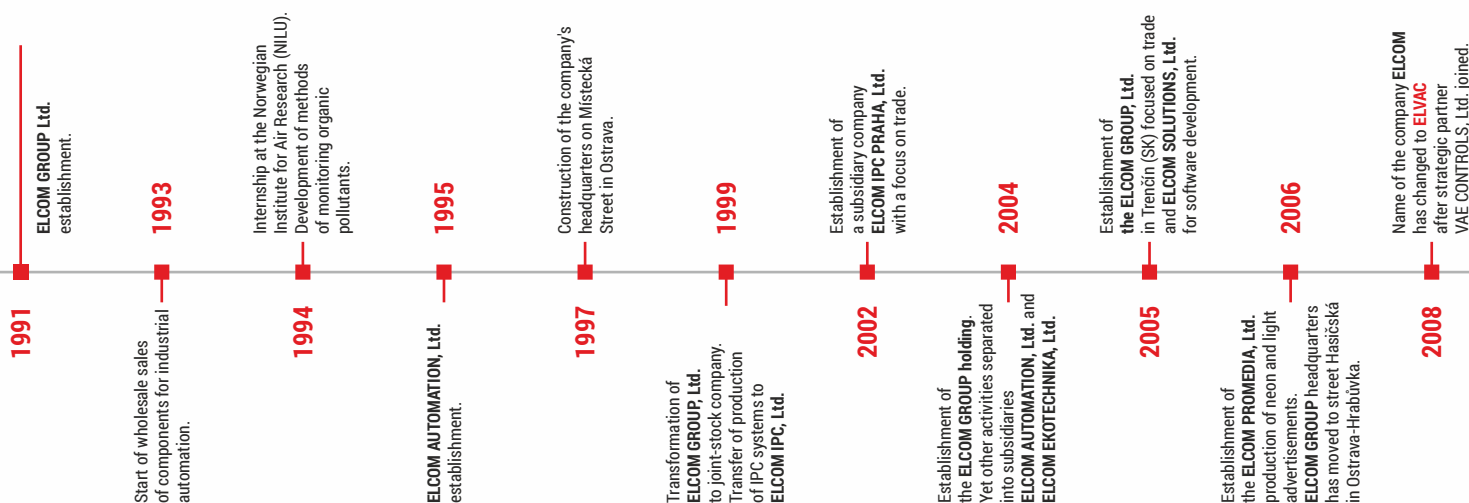 1991
ELCOM GROUP Ltd.
establishment.
1993
Start of wholesale sales
of components for industrial
automation.
1994
Internship at the Norwegian
Institute for Air Research (NILU).
Development of methods
of monitoring organic
pollutants.
1995
ELCOM AUTOMATION, Ltd.
establishment.
1997
Construction of the company's
headquarters on Místecká
Street in Ostrava.
1999
Transformation of
ELCOM GROUP, Ltd.
to joint-stock company.
Transfer of production
of IPC systems to
ELCOM IPC, Ltd.
2002
Establishment of
a subsidiary company
ELCOM IPC PRAHA, Ltd.
with a focus on trade.
2004
Establishment of
the ELCOM GROUP holding.
Yet other activities separated
into subsidiaries
ELCOM AUTOMATION, Ltd. and
ELCOM EKOTECHNIKA, Ltd.
2005
Establishment of
the ELCOM GROUP, Ltd.
in Trenčín (SK) focused on trade
and ELCOM SOLUTIONS, Ltd.
for software development.
2006
Establishment of
the ELCOM PROMEDIA, Ltd.
production of neon and light
advertisements.
ELCOM GROUP headquarters
has moved to street Hasičská
in Ostrava-Hrabůvka.
2008
Name of the company ELCOM
has changed to ELVAC
after strategic partner
VAE CONTROLS, Ltd. joined.